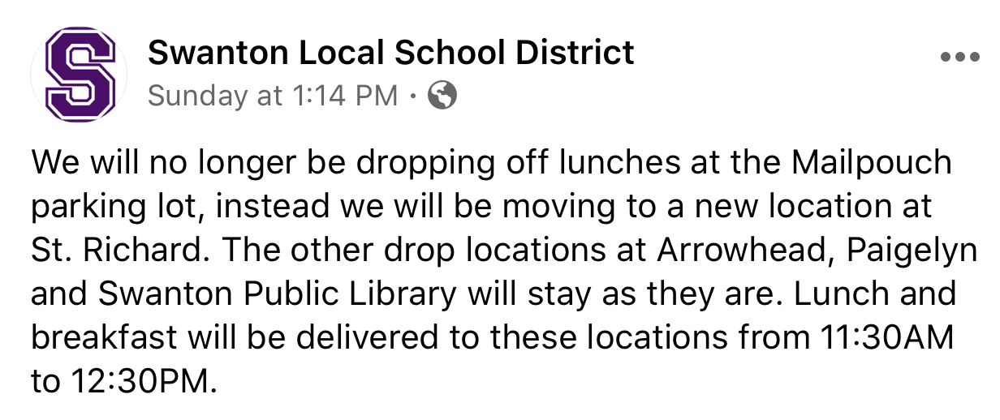 S
Swanton Local School District
Sunday at 1:14 PM ·
We will no longer be dropping off lunches at the Mailpouch
parking lot, instead we will be moving to a new location at
St. Richard. The other drop locations at Arrowhead, Paigelyn
and Swanton Public Library will stay as they are. Lunch and
breakfast will be delivered to these locations from 11:30AM
to 12:30PM.